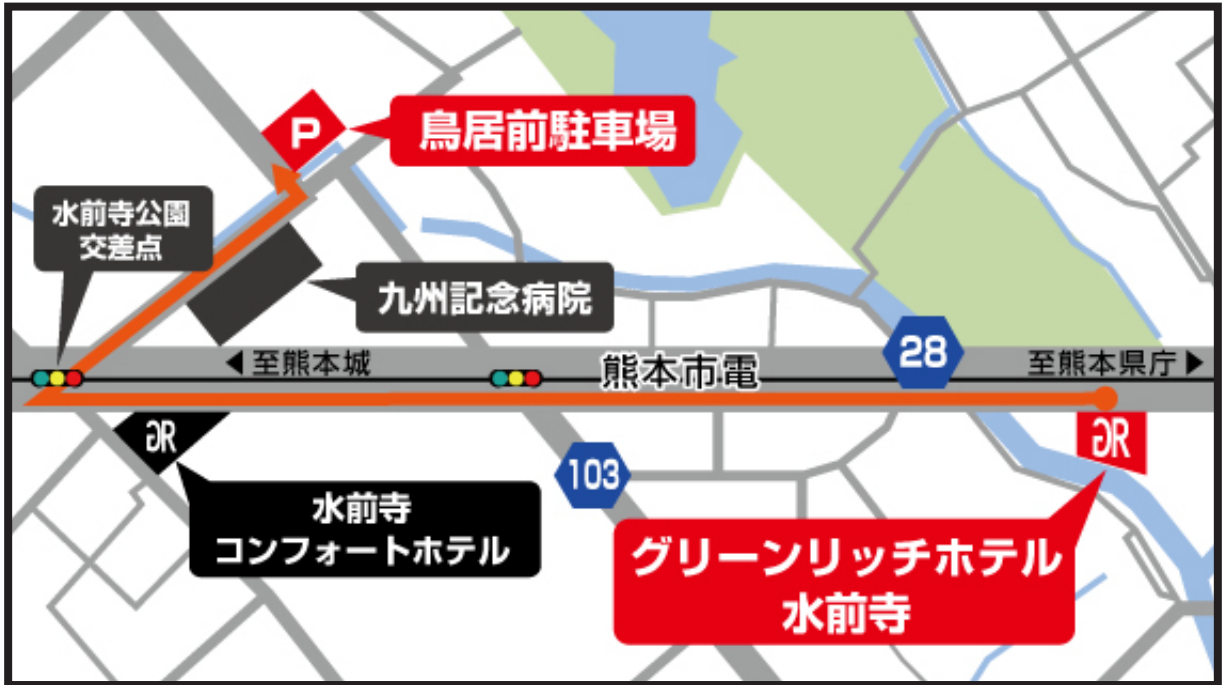 P
鳥居前駐車場
水前寺公園
交差点
九州記念病院
◀至熊本城
熊本市電
28
至熊本県庁▶
GR
GR
103
水前寺
コンフォートホテル
グリーンリッチホテル
水前寺